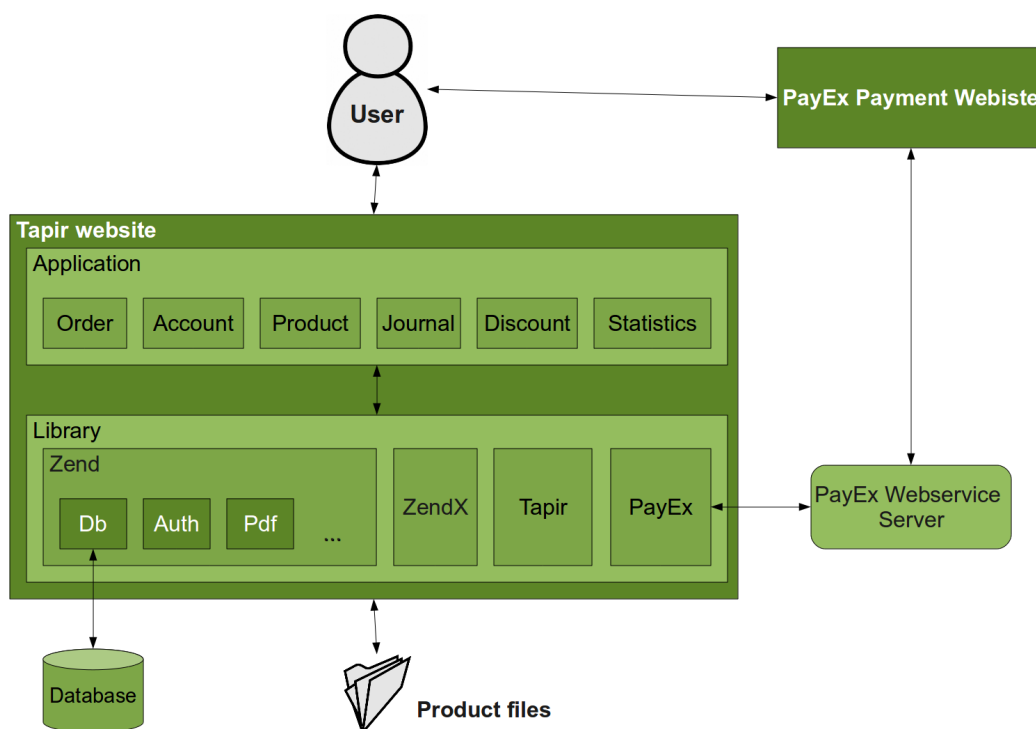 User
PayEx Payment Webiste
Tapir website
Application
Order
Account
Product
Journal
Discount
Statistics
Library
Zend
Db
Auth
Pdf
...
ZendX
Tapir
PayEx
PayEx Webservice
Server
Database
Product files